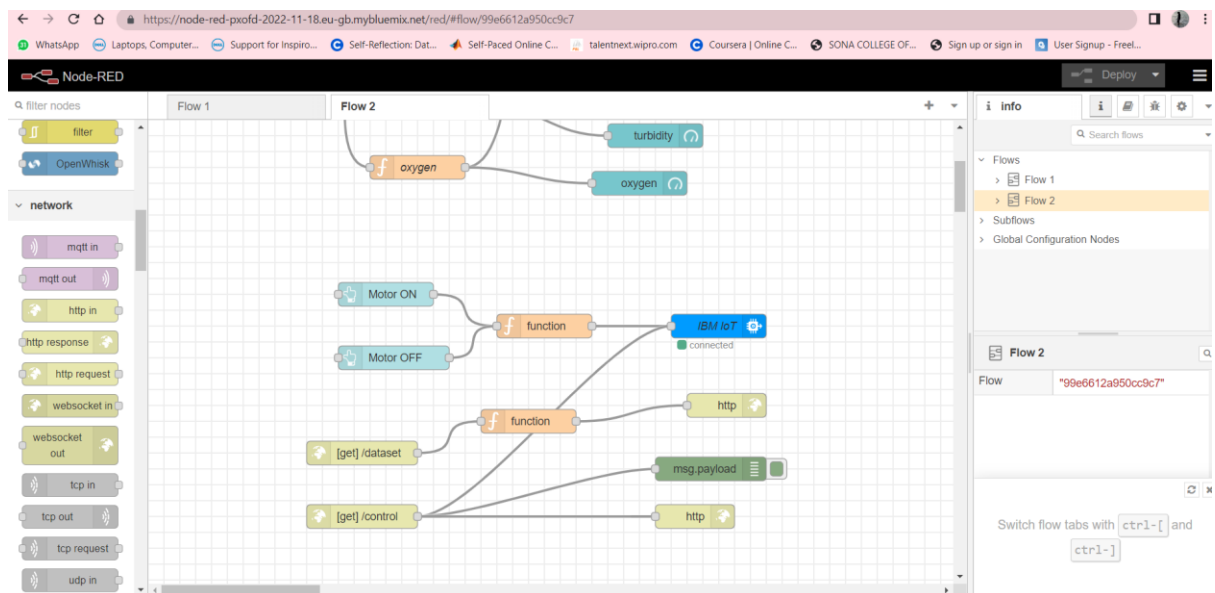 https://node-red-pxofd-2022-11-18.eu-gb.mybluemix.net/red/#flow/99e6612a950cc9c7
WhatsApp Laptops, Computer... Support for Inspiro... Self-Reflection: Dat... Self-Paced Online C... talentnext.wipro.com Coursera | Online C... SONA COLLEGE OF... Sign up or sign in User Signup - Freel...
Node-RED Deploy
filter nodes
Flow 1 Flow 2
filter
OpenWhisk
network
mqtt in
mqtt out
http in
http response
http request
websocket in
websocket
out
tcp in
tcp out
tcp request
udp in
turbidity
oxygen
oxygen
Motor ON
function
IBM IoT
connected
Motor OFF
http
function
[get] /dataset
msg.payload
[get] /control
http
i info i
Search flows
Flows
Flow 1
Flow 2
Subflows
Global Configuration Nodes
Flow 2
Flow "99e6612a950cc9c7"
Switch flow tabs with ctrl-[ and
ctrl-]